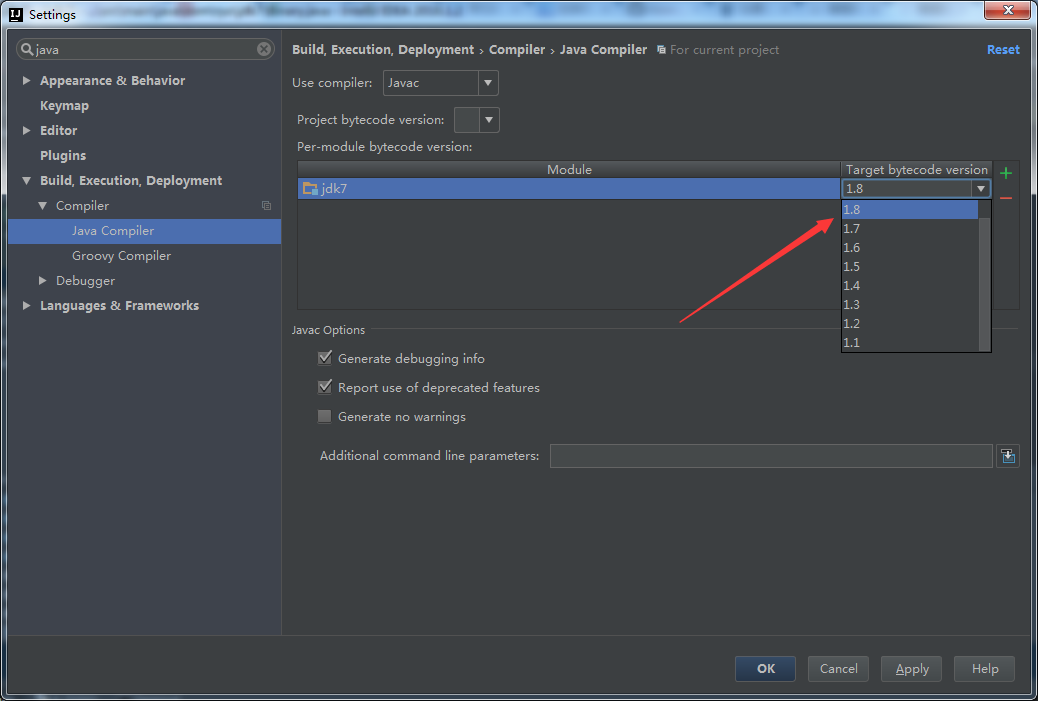 Settings
java
Build, Execution, Deployment › Compiler › Java Compiler For current project Reset
Appearance & Behavior
Keymap
Editor
Plugins
Build, Execution, Deployment
Compiler
Java Compiler
Groovy Compiler
Debugger
Languages & Frameworks
Use compiler: Javac
Project bytecode version:
Per-module bytecode version:
Module Target bytecode version
jdk7 1.8
1.8
1.7
1.6
1.5
1.4
1.3
1.2
1.1
Javac Options
Generate debugging info
Report use of deprecated features
Generate no warnings
Additional command line parameters:
OK Cancel Apply Help